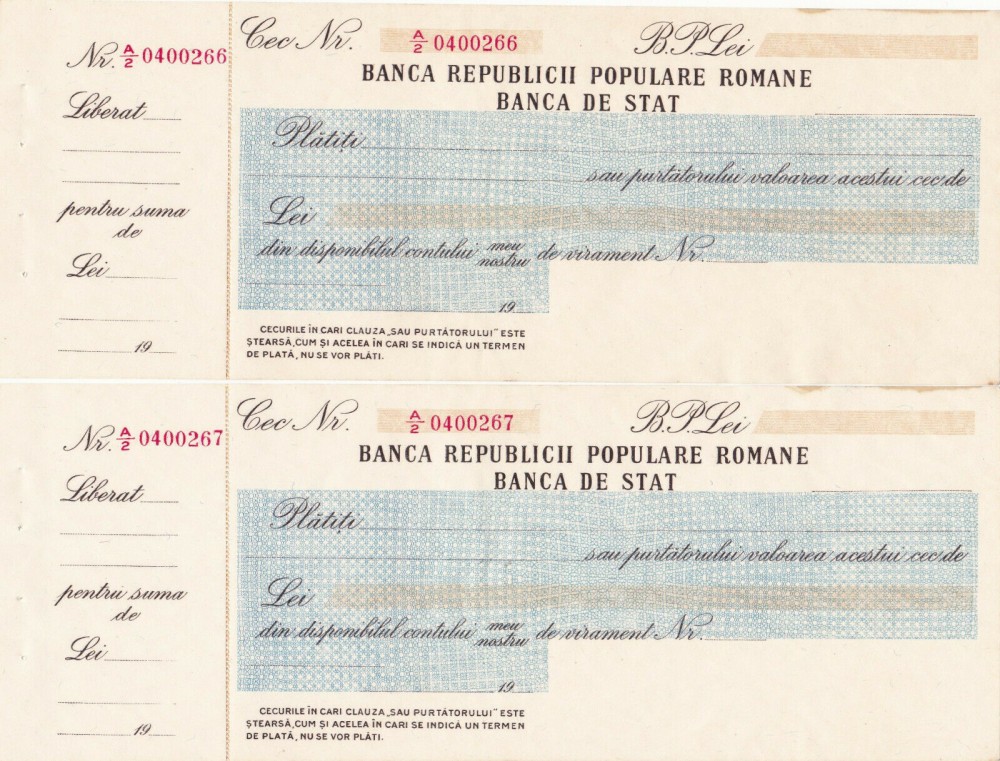 Nr. A/2 0400266
Liberat
pentru suma
de
Lei
19
Cec Nr. A/2 0400266 B.P. Lei
BANCA REPUBLICII POPULARE ROMANE
BANCA DE STAT
Plătiți
sau purtătorului valoarea acestui cec de
Lei
din disponibilul contului meu/nostru de virament Nr.
19
CECURILE ÎN CARI CLAUZA „SAU PURTĂTORULUI" ESTE
ȘTEARSĂ, CUM ȘI ACELEA ÎN CARI SE INDICĂ UN TERMEN
DE PLATĂ, NU SE VOR PLĂTI.
Nr. A/2 0400267
Liberat
pentru suma
de
Lei
19
Cec Nr. A/2 0400267 B.P. Lei
BANCA REPUBLICII POPULARE ROMANE
BANCA DE STAT
Plătiți
sau purtătorului valoarea acestui cec de
Lei
din disponibilul contului meu/nostru de virament Nr.
19
CECURILE ÎN CARI CLAUZA „SAU PURTĂTORULUI" ESTE
ȘTEARSĂ, CUM ȘI ACELEA ÎN CARI SE INDICĂ UN TERMEN
DE PLATĂ, NU SE VOR PLĂTI.